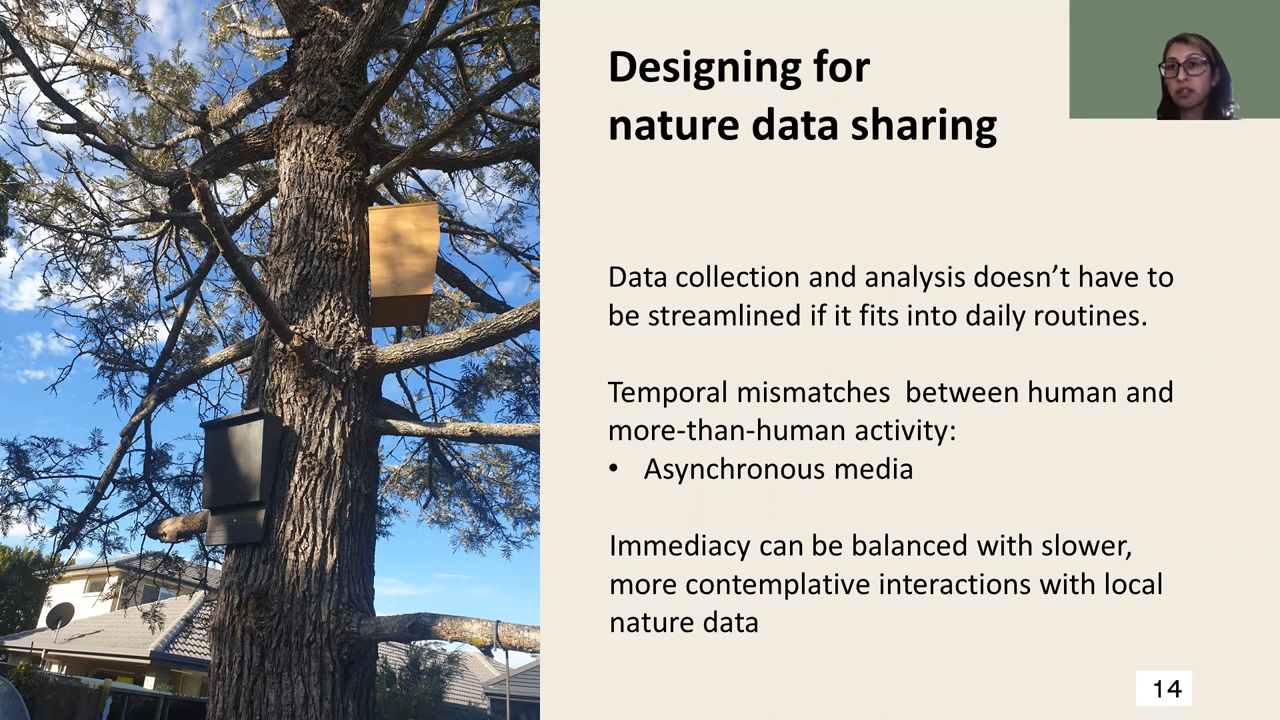 Designing for
nature data sharing
Data collection and analysis doesn’t have to
be streamlined if it fits into daily routines.
Temporal mismatches  between human and
more-than-human activity:
• Asynchronous media
Immediacy can be balanced with slower,
more contemplative interactions with local
nature data
14